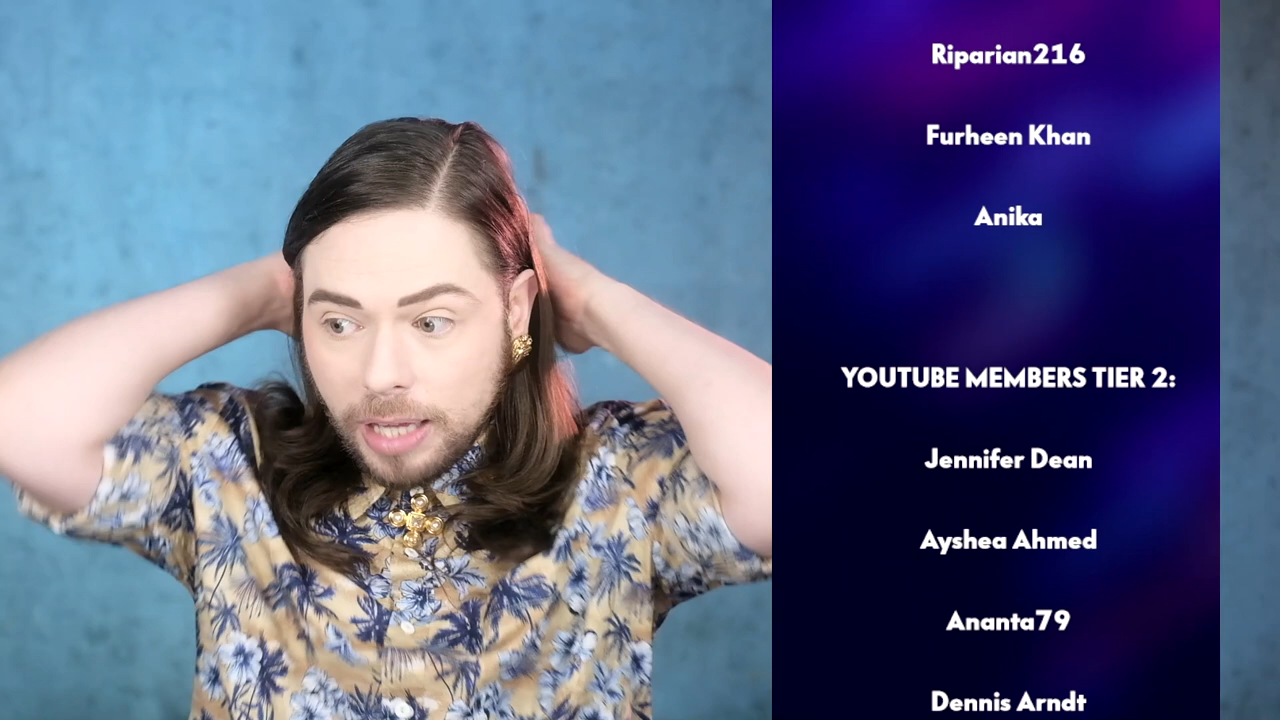 Riparian216
Furheen Khan
Anika
YOUTUBE MEMBERS TIER 2:
Jennifer Dean
Ayshea Ahmed
Ananta79
Dennis Arndt